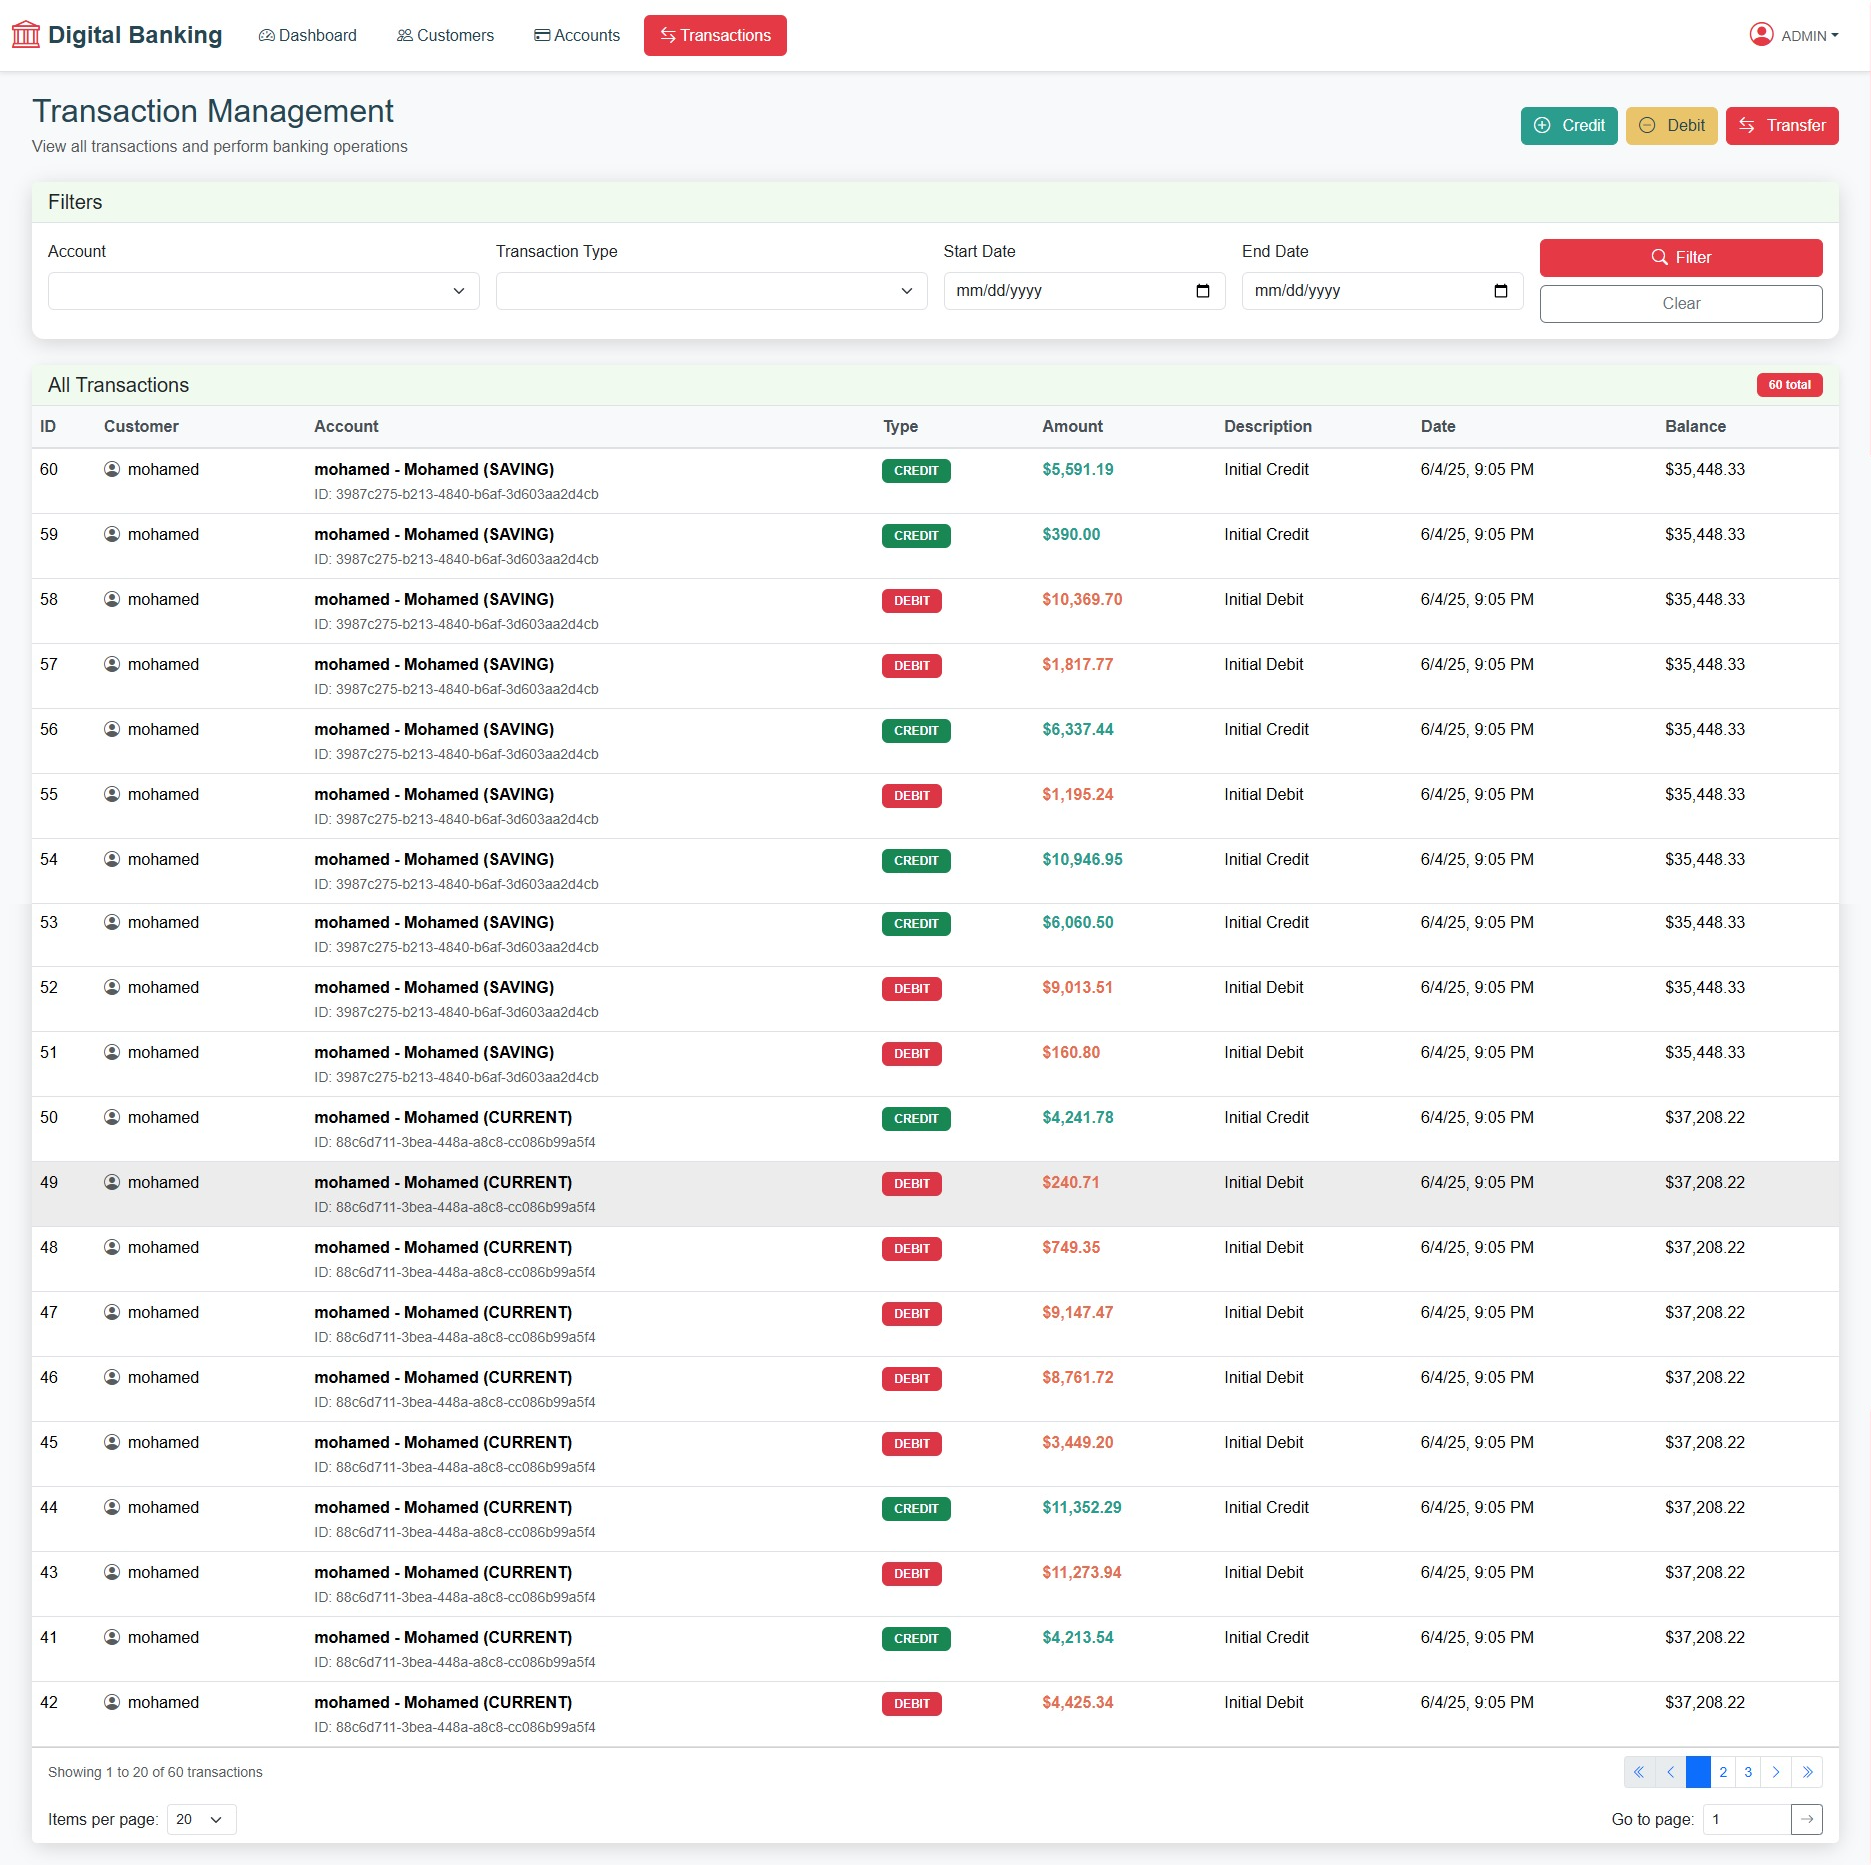 Digital Banking Dashboard Customers Accounts Transactions ADMIN
Transaction Management
View all transactions and perform banking operations
Credit Debit Transfer
Filters
Account Transaction Type Start Date End Date
mm/dd/yyyy mm/dd/yyyy
Filter
Clear
All Transactions 60 total
ID Customer Account Type Amount Description Date Balance
60 mohamed mohamed - Mohamed (SAVING) CREDIT $5,591.19 Initial Credit 6/4/25, 9:05 PM $35,448.33
ID: 3987c275-b213-4840-b6af-3d603aa2d4cb
59 mohamed mohamed - Mohamed (SAVING) CREDIT $390.00 Initial Credit 6/4/25, 9:05 PM $35,448.33
ID: 3987c275-b213-4840-b6af-3d603aa2d4cb
58 mohamed mohamed - Mohamed (SAVING) DEBIT $10,369.70 Initial Debit 6/4/25, 9:05 PM $35,448.33
ID: 3987c275-b213-4840-b6af-3d603aa2d4cb
57 mohamed mohamed - Mohamed (SAVING) DEBIT $1,817.77 Initial Debit 6/4/25, 9:05 PM $35,448.33
ID: 3987c275-b213-4840-b6af-3d603aa2d4cb
56 mohamed mohamed - Mohamed (SAVING) CREDIT $6,337.44 Initial Credit 6/4/25, 9:05 PM $35,448.33
ID: 3987c275-b213-4840-b6af-3d603aa2d4cb
55 mohamed mohamed - Mohamed (SAVING) DEBIT $1,195.24 Initial Debit 6/4/25, 9:05 PM $35,448.33
ID: 3987c275-b213-4840-b6af-3d603aa2d4cb
54 mohamed mohamed - Mohamed (SAVING) CREDIT $10,946.95 Initial Credit 6/4/25, 9:05 PM $35,448.33
ID: 3987c275-b213-4840-b6af-3d603aa2d4cb
53 mohamed mohamed - Mohamed (SAVING) CREDIT $6,060.50 Initial Credit 6/4/25, 9:05 PM $35,448.33
ID: 3987c275-b213-4840-b6af-3d603aa2d4cb
52 mohamed mohamed - Mohamed (SAVING) DEBIT $9,013.51 Initial Debit 6/4/25, 9:05 PM $35,448.33
ID: 3987c275-b213-4840-b6af-3d603aa2d4cb
51 mohamed mohamed - Mohamed (SAVING) DEBIT $160.80 Initial Debit 6/4/25, 9:05 PM $35,448.33
ID: 3987c275-b213-4840-b6af-3d603aa2d4cb
50 mohamed mohamed - Mohamed (CURRENT) CREDIT $4,241.78 Initial Credit 6/4/25, 9:05 PM $37,208.22
ID: 88c6d711-3bea-448a-a8c8-cc086b99a5f4
49 mohamed mohamed - Mohamed (CURRENT) DEBIT $240.71 Initial Debit 6/4/25, 9:05 PM $37,208.22
ID: 88c6d711-3bea-448a-a8c8-cc086b99a5f4
48 mohamed mohamed - Mohamed (CURRENT) DEBIT $749.35 Initial Debit 6/4/25, 9:05 PM $37,208.22
ID: 88c6d711-3bea-448a-a8c8-cc086b99a5f4
47 mohamed mohamed - Mohamed (CURRENT) DEBIT $9,147.47 Initial Debit 6/4/25, 9:05 PM $37,208.22
ID: 88c6d711-3bea-448a-a8c8-cc086b99a5f4
46 mohamed mohamed - Mohamed (CURRENT) DEBIT $8,761.72 Initial Debit 6/4/25, 9:05 PM $37,208.22
ID: 88c6d711-3bea-448a-a8c8-cc086b99a5f4
45 mohamed mohamed - Mohamed (CURRENT) DEBIT $3,449.20 Initial Debit 6/4/25, 9:05 PM $37,208.22
ID: 88c6d711-3bea-448a-a8c8-cc086b99a5f4
44 mohamed mohamed - Mohamed (CURRENT) CREDIT $11,352.29 Initial Credit 6/4/25, 9:05 PM $37,208.22
ID: 88c6d711-3bea-448a-a8c8-cc086b99a5f4
43 mohamed mohamed - Mohamed (CURRENT) DEBIT $11,273.94 Initial Debit 6/4/25, 9:05 PM $37,208.22
ID: 88c6d711-3bea-448a-a8c8-cc086b99a5f4
41 mohamed mohamed - Mohamed (CURRENT) CREDIT $4,213.54 Initial Credit 6/4/25, 9:05 PM $37,208.22
ID: 88c6d711-3bea-448a-a8c8-cc086b99a5f4
42 mohamed mohamed - Mohamed (CURRENT) DEBIT $4,425.34 Initial Debit 6/4/25, 9:05 PM $37,208.22
ID: 88c6d711-3bea-448a-a8c8-cc086b99a5f4
Showing 1 to 20 of 60 transactions « ‹ 2 3 › »
Items per page: 20 Go to page: 1 →